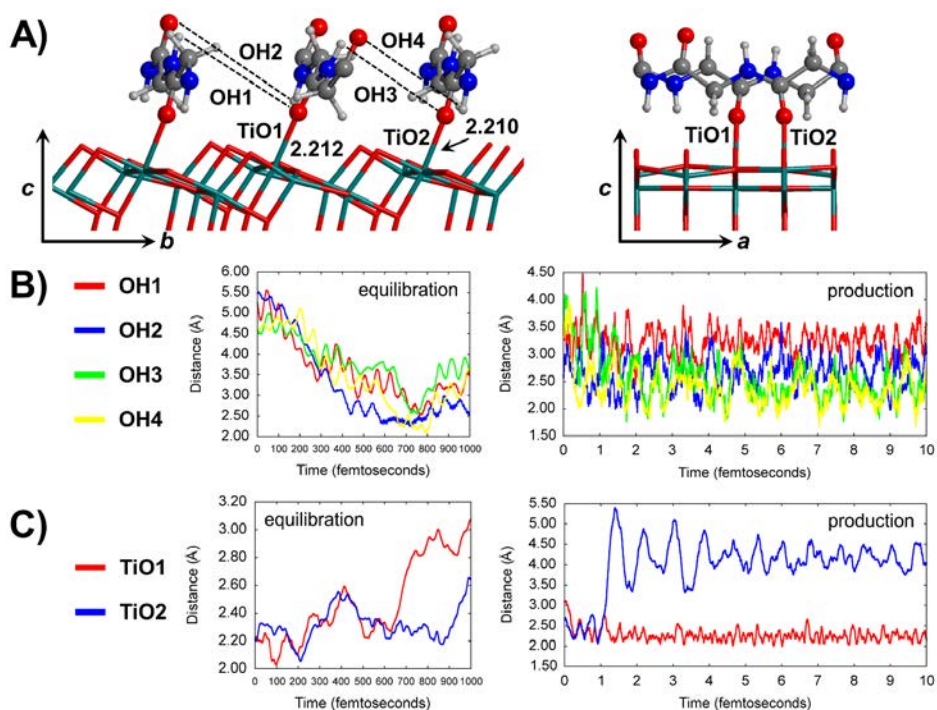 A)
OH2
OH4
OH1
OH3
TiO1
TiO2
2.210
2.212
c
b
TiO1
TiO2
c
a
B)
OH1
OH2
OH3
OH4
equilibration
Distance (Å)
6.00
5.50
5.00
4.50
4.00
3.50
3.00
2.50
2.00
0 100 200 300 400 500 600 700 800 900 1000
Time (femtoseconds)
production
Distance (Å)
4.50
4.00
3.50
3.00
2.50
2.00
1.50
0 1 2 3 4 5 6 7 8 9 10
Time (femtoseconds)
C)
TiO1
TiO2
equilibration
Distance (Å)
3.20
3.00
2.80
2.60
2.40
2.20
2.00
0 100 200 300 400 500 600 700 800 900 1000
Time (femtoseconds)
production
Distance (Å)
5.50
5.00
4.50
4.00
3.50
3.00
2.50
2.00
1.50
0 1 2 3 4 5 6 7 8 9 10
Time (femtoseconds)